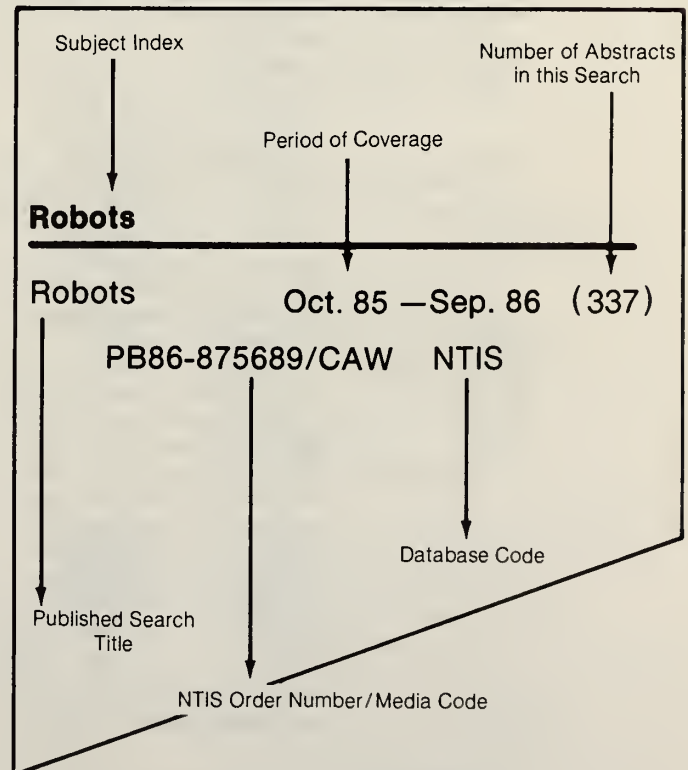 Subject Index
Number of Abstracts
in this Search
Period of Coverage
Robots
Robots Oct. 85 —Sep. 86 (337)
PB86-875689/CAW NTIS
Database Code
Published Search
Title
NTIS Order Number/Media Code